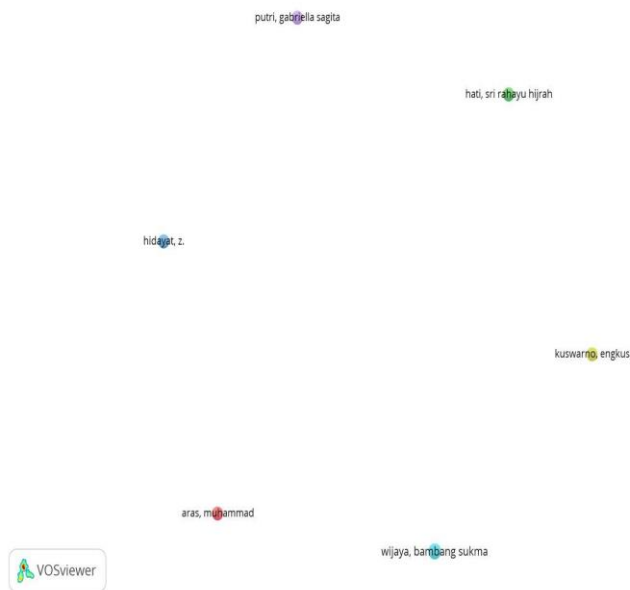 putri, gabriella sagita
hati, sri rahayu hijrah
hidayat, z.
kuswarno, engkus
aras, muhammad
wijaya, bambang sukma
VOSviewer